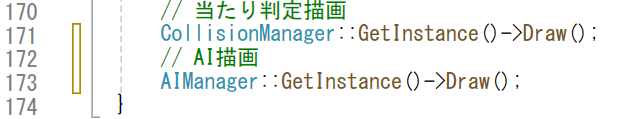 170 // 当たり判定描画
171 CollisionManager::GetInstance()->Draw();
172 // AI描画
173 AIManager::GetInstance()->Draw();
174 }